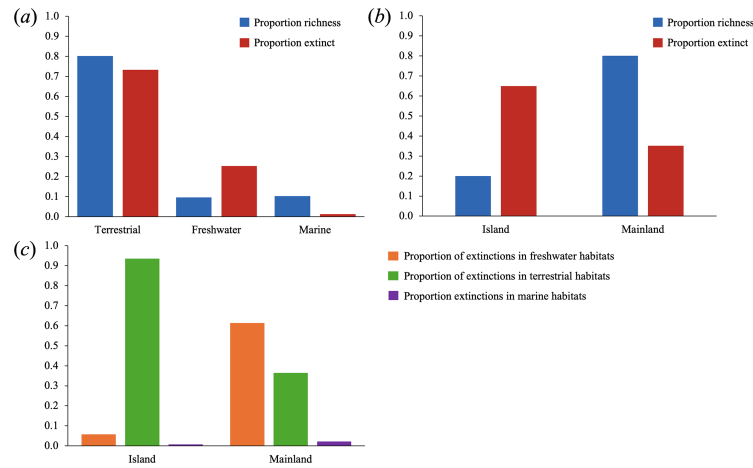 (a)
1.0
0.9
0.8
0.7
0.6
0.5
0.4
0.3
0.2
0.1
0.0
Proportion richness
Proportion extinct
Terrestrial Freshwater Marine
(b)
1.0
0.9
0.8
0.7
0.6
0.5
0.4
0.3
0.2
0.1
0.0
Proportion richness
Proportion extinct
Island Mainland
(c)
1.0
0.9
0.8
0.7
0.6
0.5
0.4
0.3
0.2
0.1
0.0
Island Mainland
Proportion of extinctions in freshwater habitats
Proportion of extinctions in terrestrial habitats
Proportion extinctions in marine habitats